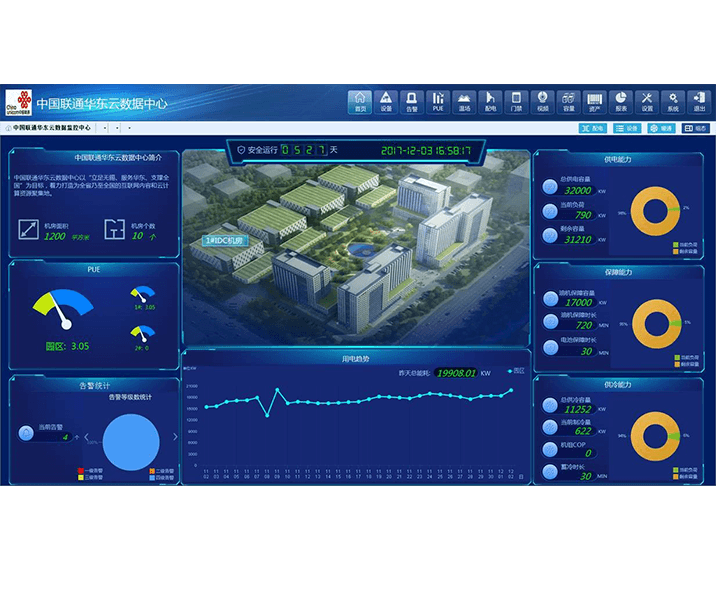 China unicom中国联通
中国联通华东云数据中心
首页 设备 告警 PUE 温场 配电 门禁 视频 容量 资产 报表 设置 系统 退出
中国联通华东云数据监控中心
配电 设备 暖通 组态
中国联通华东云数据中心简介
中国联通华东云数据中心以“立足无锡、服务华东、支撑全
国”为目标，着力打造为全省乃至全国的互联网内容和云计
算资源聚集地。
机房面积
1200 平方米
机房个数
10 个
PUE
园区: 3.05
1#: 3.05
2#: 0
告警统计
告警等级数统计
当前告警
4 个
一级告警 二级告警
三级告警 四级告警
安全运行 0 5 2 7 天
2017-12-03 16:58:17
1#IDC机房
用电趋势
昨天总能耗: 19908.01 KW
园区
21000
18000
15000
12000
9000
6000
3000
0
11 11 11 11 11 11 11 11 11 11 11 11 11 11 11 11 11 11 11 11 11 11 11 11 11 11 11 11 11 12 12
02 03 04 05 06 07 08 09 10 11 12 13 14 15 16 17 18 19 20 21 22 23 24 25 26 27 28 29 30 01 02 日
供电能力
总供电容量
32000 KW
当前负荷
790 KW
剩余容量
31210 KW
98% 2%
当前负荷
剩余容量
保障能力
油机保障容量
17000 KW
油机保障时长
720 MIN
电池保障时长
30 MIN
95% 5%
当前负荷
剩余容量
供冷能力
总供冷容量
11252 KW
当前制冷量
622 KW
机组COP
0
蓄冷时长
30 MIN
94% 6%
当前负荷
剩余容量